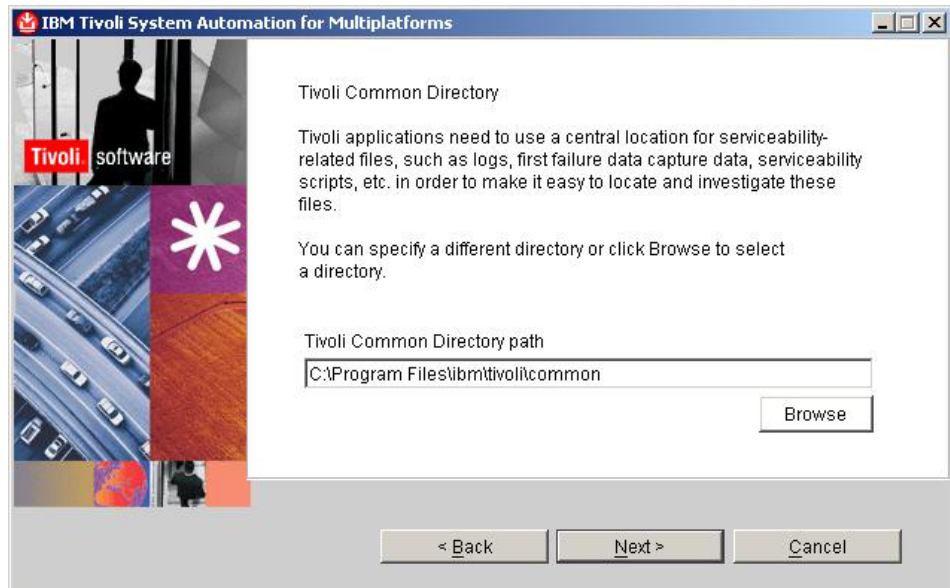 IBM Tivoli System Automation for Multiplatforms
Tivoli Common Directory
Tivoli applications need to use a central location for serviceability-
related files, such as logs, first failure data capture data, serviceability
scripts, etc. in order to make it easy to locate and investigate these
files.
Tivoli software
You can specify a different directory or click Browse to select
a directory.
Tivoli Common Directory path
C:\Program Files\ibm\tivoli\common
Browse
< Back
Next >
Cancel